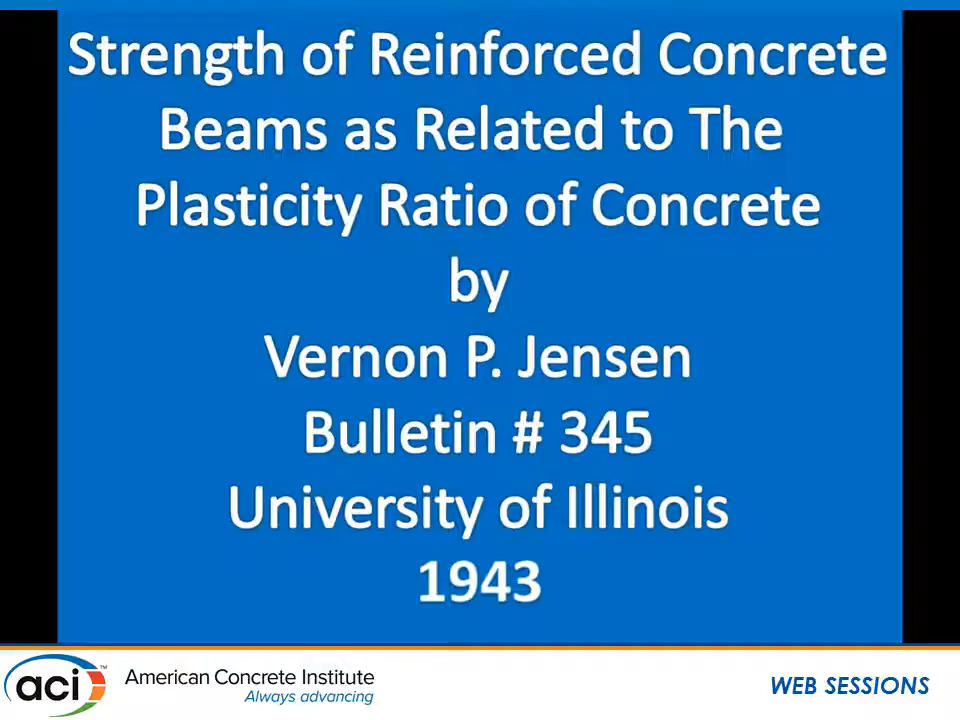 Strength of Reinforced Concrete
Beams as Related to The
Plasticity Ratio of Concrete
by
Vernon P. Jensen
Bulletin # 345
University of Illinois
1943
aci™
American Concrete Institute
Always advancing
WEB SESSIONS